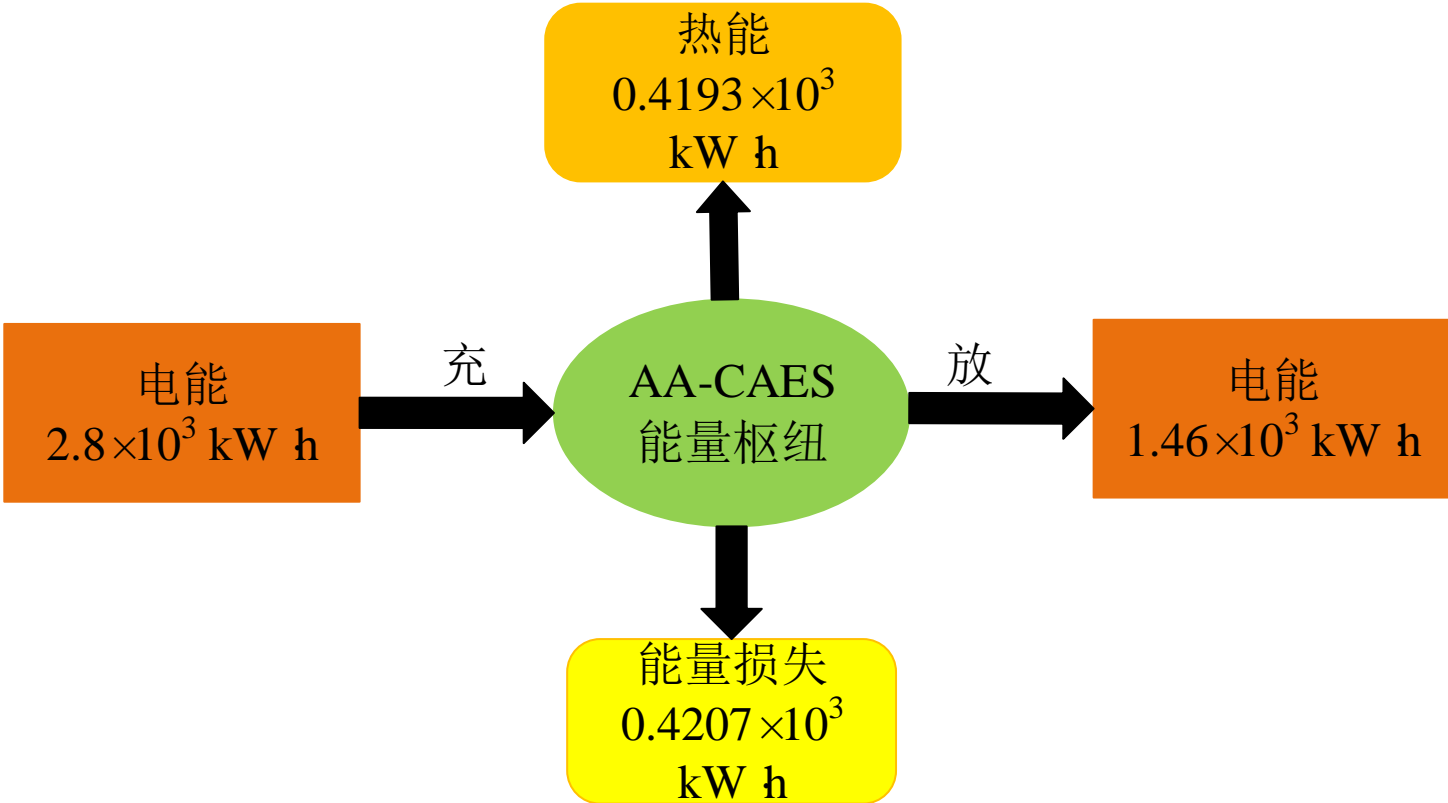 热能
0.4193×10³
kW·h
电能
2.8×10³ kW·h
充
AA-CAES
能量枢纽
放
电能
1.46×10³ kW·h
能量损失
0.4207×10³
kW·h